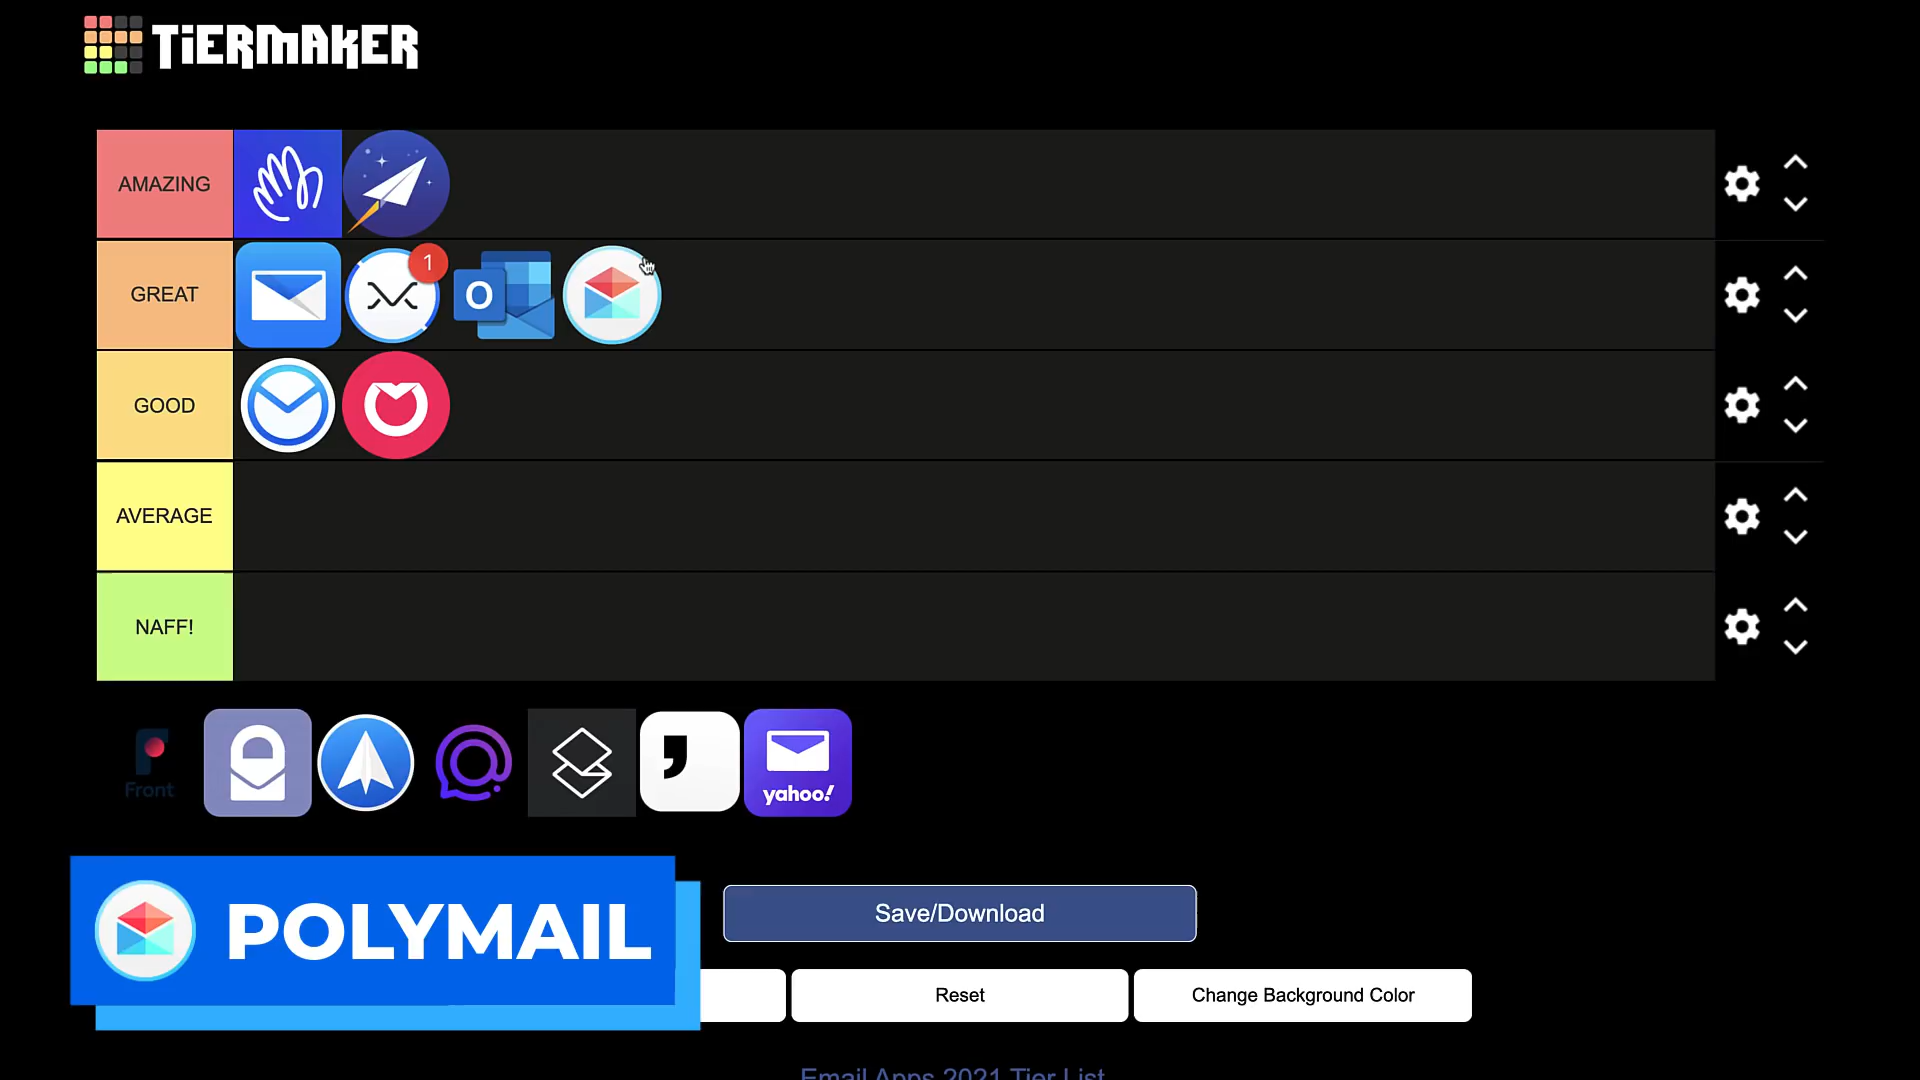 TiERMAKER
AMAZING
GREAT
1
O
GOOD
AVERAGE
NAFF!
Front
yahoo!
POLYMAIL
Save/Download
Reset
Change Background Color
Email Apps 2021 Tier List